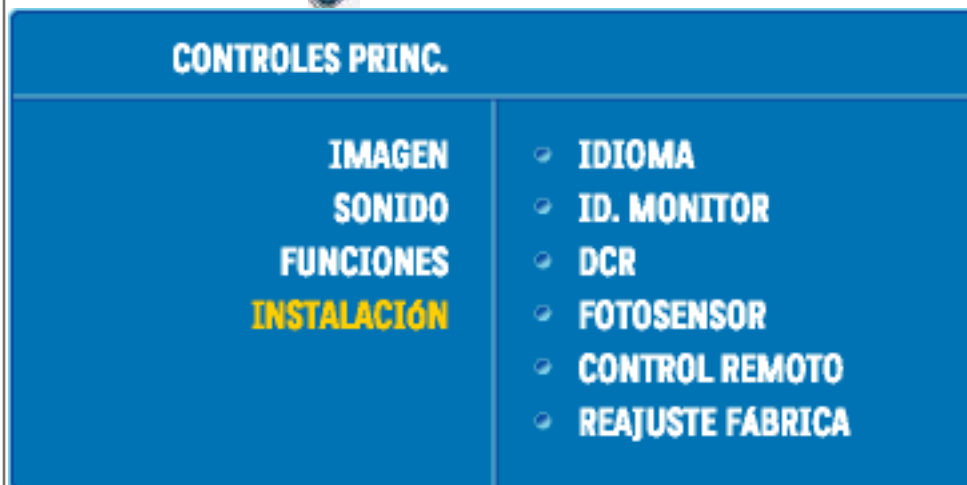 CONTROLES PRINC.
IMAGEN
SONIDO
FUNCIONES
INSTALACIóN
IDIOMA
ID. MONITOR
DCR
FOTOSENSOR
CONTROL REMOTO
REAJUSTE FÁBRICA